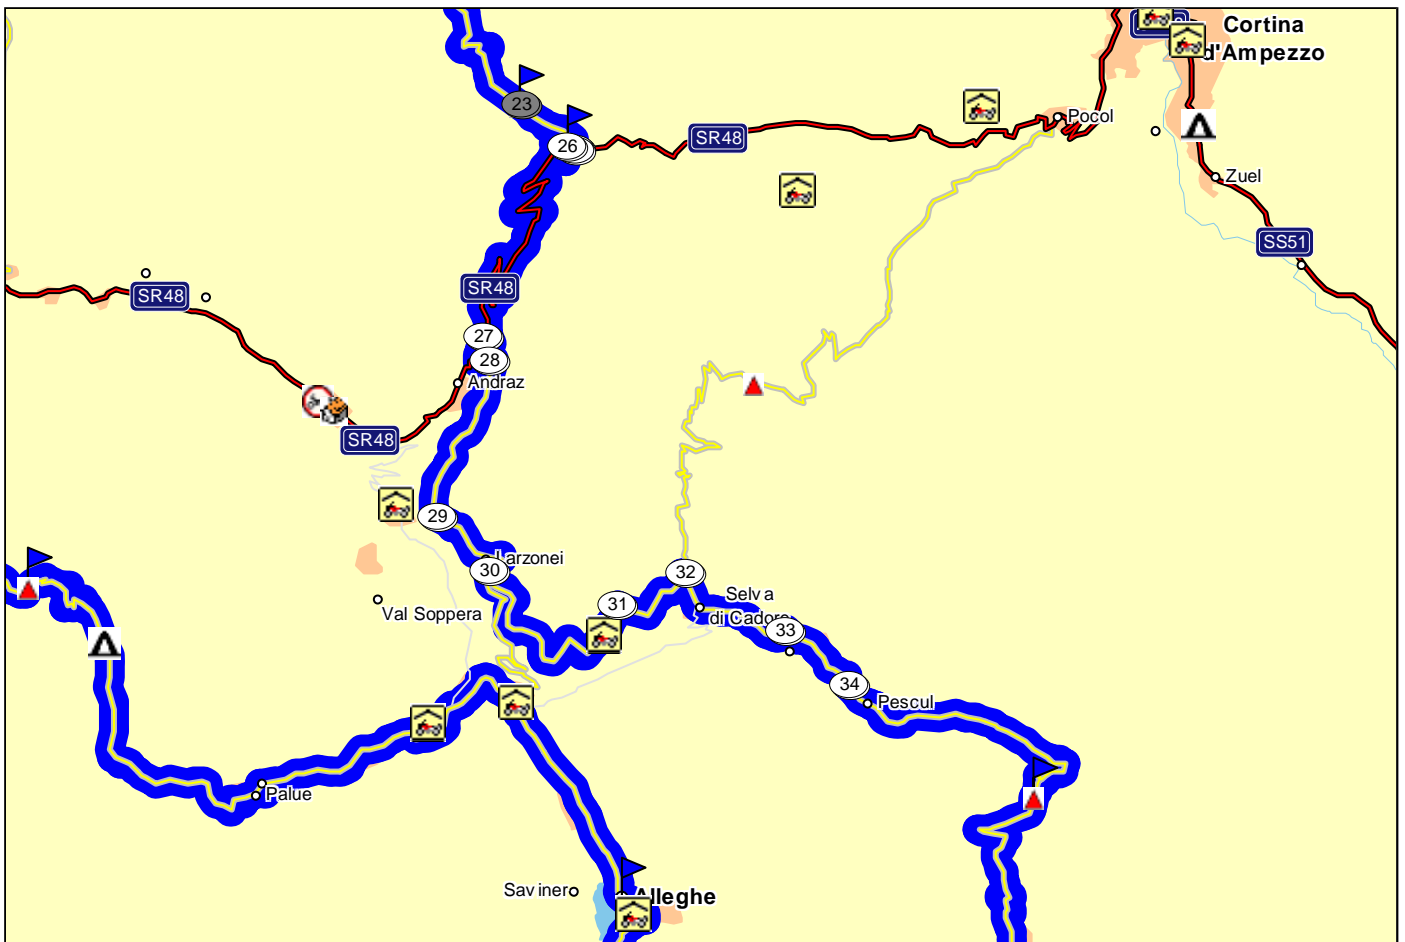 Cortina
d'Ampezzo
23
Pocol
26
SR48
Zuel
SS51
SR48
SR48
27
28
Andraz
SR48
29
Larzonei
30
32
Selva
di Cadore
31
Val Soppera
33
34
Pescul
Palue
Saviner
Alleghe